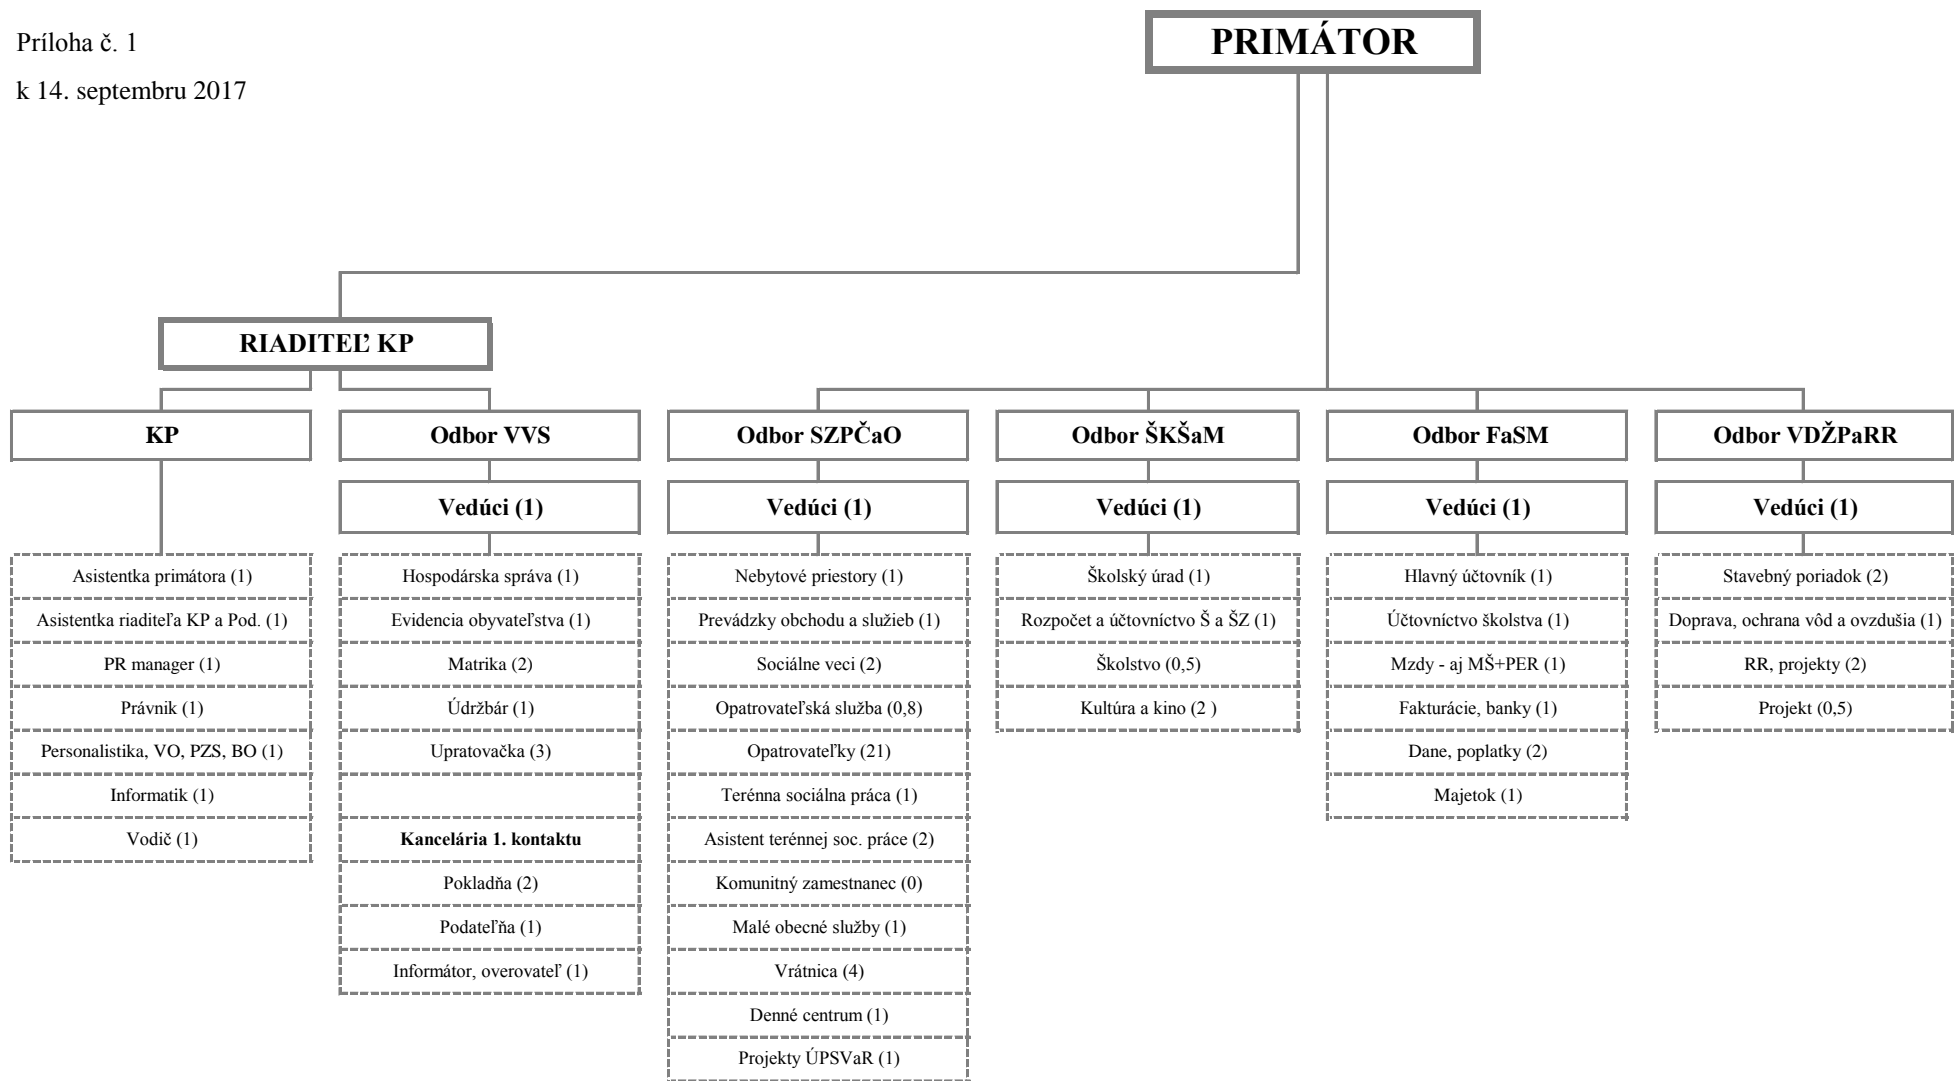 Príloha č. 1
k 14. septembru 2017
PRIMÁTOR
RIADITEĽ KP
KP
Asistentka primátora (1)
Asistentka riaditeľa KP a Pod. (1)
PR manager (1)
Právnik (1)
Personalistika, VO, PZS, BO (1)
Informatik (1)
Vodič (1)
Odbor VVS
Vedúci (1)
Hospodárska správa (1)
Evidencia obyvateľstva (1)
Matrika (2)
Údržbár (1)
Upratovačka (3)
Kancelária 1. kontaktu
Pokladňa (2)
Podateľňa (1)
Informátor, overovateľ (1)
Odbor SZPČaO
Vedúci (1)
Nebytové priestory (1)
Prevádzky obchodu a služieb (1)
Sociálne veci (2)
Opatrovateľská služba (0,8)
Opatrovateľky (21)
Terénna sociálna práca (1)
Asistent terénnej soc. práce (2)
Komunitný zamestnanec (0)
Malé obecné služby (1)
Vrátnica (4)
Denné centrum (1)
Projekty ÚPSVaR (1)
Odbor ŠKŠaM
Vedúci (1)
Školský úrad (1)
Rozpočet a účtovníctvo Š a ŠZ (1)
Školstvo (0,5)
Kultúra a kino (2 )
Odbor FaSM
Vedúci (1)
Hlavný účtovník (1)
Účtovníctvo školstva (1)
Mzdy - aj MŠ+PER (1)
Fakturácie, banky (1)
Dane, poplatky (2)
Majetok (1)
Odbor VDŽPaRR
Vedúci (1)
Stavebný poriadok (2)
Doprava, ochrana vôd a ovzdušia (1)
RR, projekty (2)
Projekt (0,5)